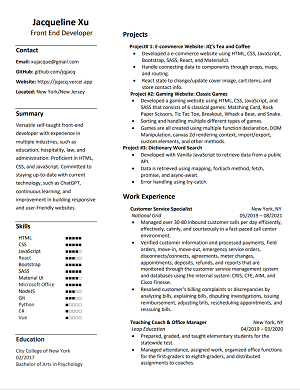 Jacqueline Xu
Front End Developer
Contact
Email: xujacque@gmail.com
GitHub: github.com/jqjacq
Website: https://jqjacq.vercel.app
Located: New York/New Jersey
Summary
Versatile self-taught front-end
developer with experience in
multiple industries, such as
education, hospitality, law, and
administration. Proficient in HTML,
CSS, and JavaScript. Committed to
staying up-to-date with current
technology, such as ChatGPT,
continuous learning, and
improvement in building responsive
and user-friendly websites.
Skills
HTML
CSS
JavaScript
React
Bootstrap
SASS
Material UI
Microsoft Office
NodeJS
Git
Python
C#
Vue
Education
City College of New York
02/2017
Bachelor of Arts in Psychology
Projects
Project# 1: E-commerce Website: JQ's Tea and Coffee
• Developed a e-commerce website using HTML, CSS, JavaScript,
Bootstrap, SASS, React, and MaterialUI.
• Handle connecting data to components through props, maps,
and routing.
• React state to change/update cover image, cart items, and
store contact info.
Project #2: Gaming Website: Classic Games
• Developed a gaming website using HTML, CSS, JavaScript, and
SASS that consists of 6 classical games: Matching Card, Rock
Paper Scissors, Tic Tac Toe, Breakout, Whack a Bear, and Snake.
• Sorting and handling multiple different types of games.
• Games are all created using multiple function declaration, DOM
Manipulation, canvas 2d rendering context, import/export,
custom elements, and other methods.
Project #3: Dictionary Word Search
• Developed with Vanilla JavaScript to retrieve data from a public
API.
• Data is retrieved using mapping, forEach method, fetch,
promise, and async-await.
• Error handling using try-catch.
Work Experience
Customer Service Specialist New York, NY
National Grid 05/2019 – 08/2021
• Managed over 30-80 inbound customer calls per day efficiently,
effectively, calmly, and courteously in a fast-paced call center
environment.
• Verified customer information and processed payments, field
orders, move-in, move-out, emergency service orders,
disconnects/connects, agreements, meter changes,
appointments, deposits, refunds, and reports that are
monitored through the customer service management system
and databases using the internal system: CRIS, CFE, AIM, and
Cisco Finesse.
• Resolved customer's billing complaints or discrepancies by
analyzing bills, explaining bills, disputing investigations, issuing
reimbursement, adjusting bills, rescheduling appointments, and
reissuing bills.
Teaching Coach & Office Manager New York, NY
Leap Education 04/2019 – 03/2020
• Prepared, graded, and taught elementary students for the
statewide test.
• Managed attendance, assigned work, organized office functions
for the first-graders to eighth-graders, and distributed
assignments to coaches.